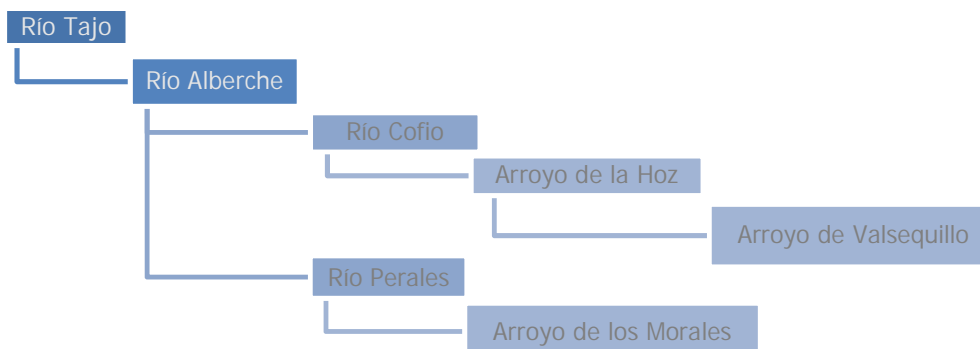 Río Tajo
Río Alberche
Río Cofio
Arroyo de la Hoz
Arroyo de Valsequillo
Río Perales
Arroyo de los Morales